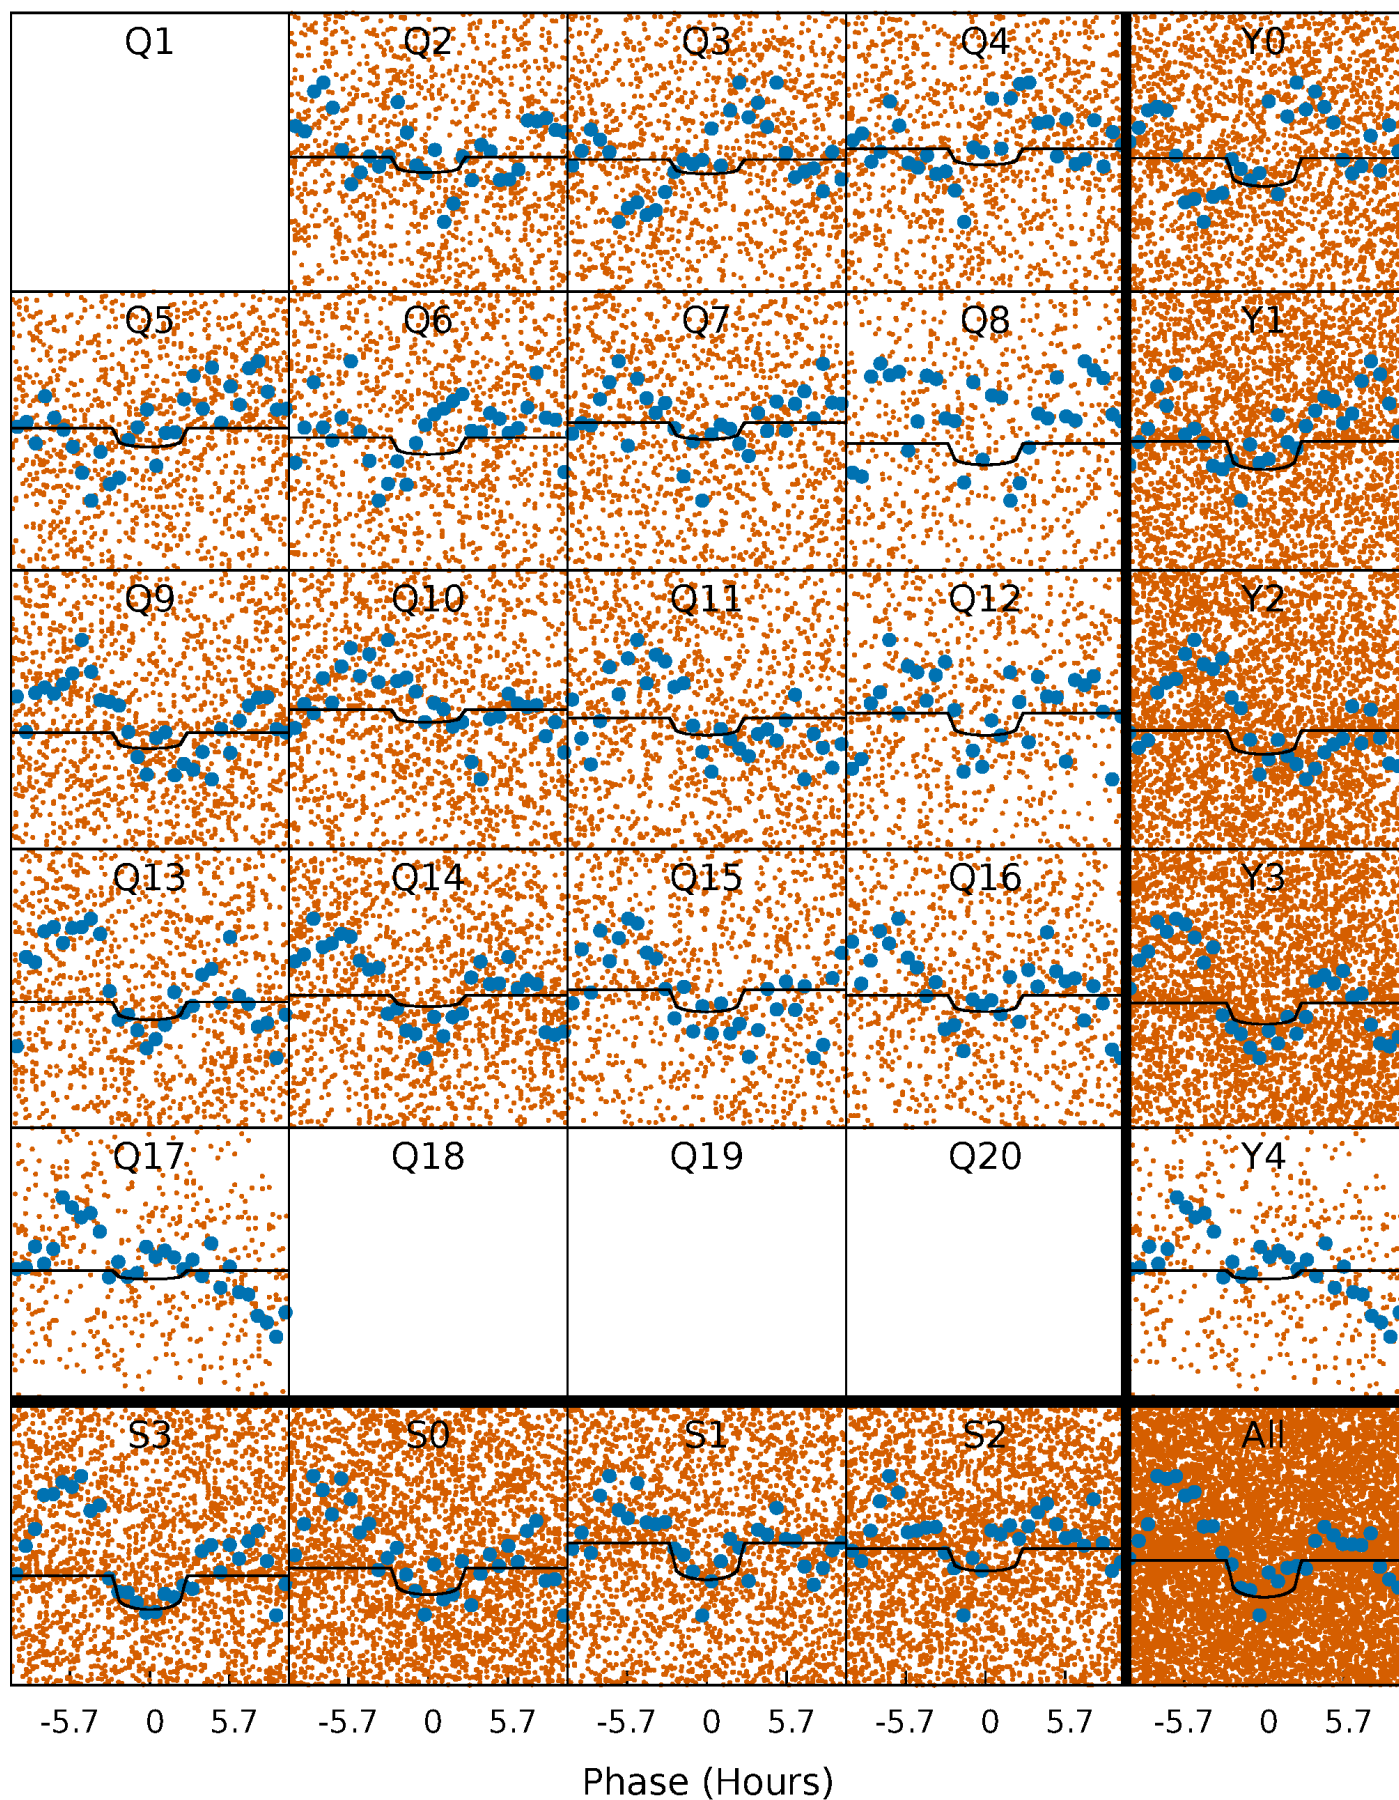 Q1 Q2 Q3 Q4 Y0
Q5 Q6 Q7 Q8 Y1
Q9 Q10 Q11 Q12 Y2
Q13 Q14 Q15 Q16 Y3
Q17 Q18 Q19 Q20 Y4
S3 S0 S1 S2 All
-5.7 0 5.7 -5.7 0 5.7 -5.7 0 5.7 -5.7 0 5.7 -5.7 0 5.7
Phase (Hours)